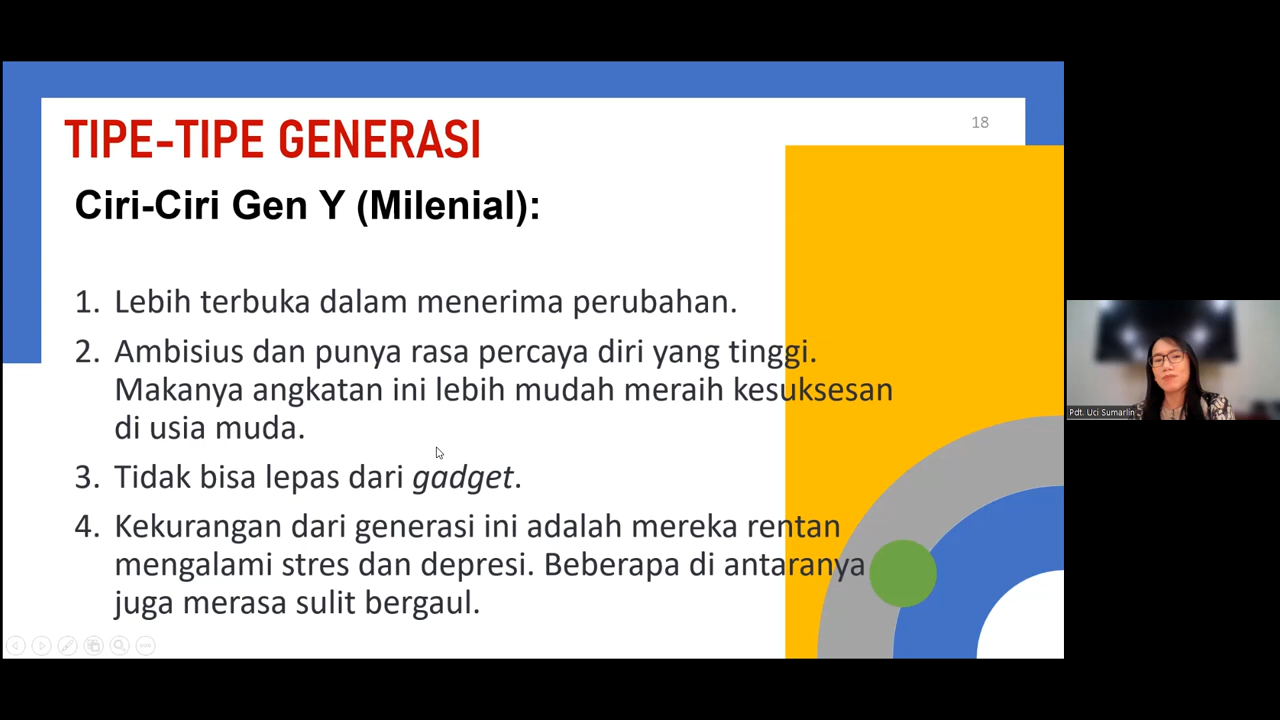 18
TIPE-TIPE GENERASI
Ciri-Ciri Gen Y (Milenial):
1. Lebih terbuka dalam menerima perubahan.
2. Ambisius dan punya rasa percaya diri yang tinggi.
Makanya angkatan ini lebih mudah meraih kesuksesan
di usia muda.
3. Tidak bisa lepas dari gadget.
4. Kekurangan dari generasi ini adalah mereka rentan
mengalami stres dan depresi. Beberapa di antaranya
juga merasa sulit bergaul.
Pdt. Uci Sumarlin